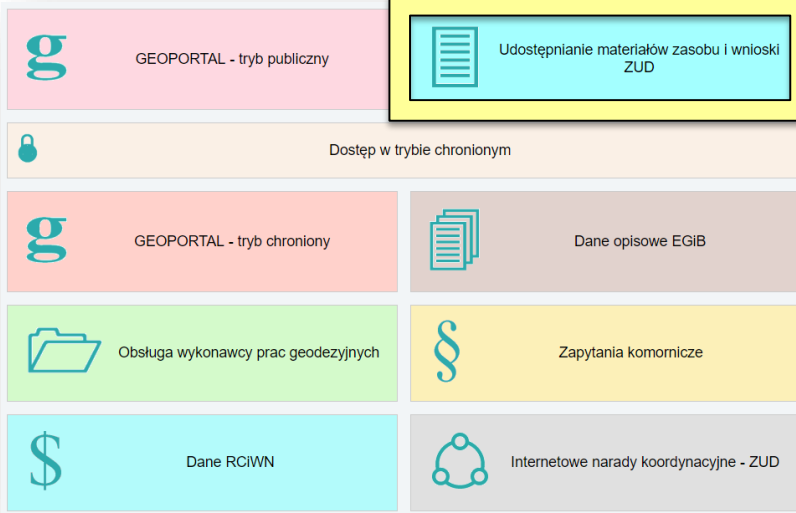 GEOPORTAL - tryb publiczny
Udostępnianie materiałów zasobu i wnioski
ZUD
Dostęp w trybie chronionym
GEOPORTAL - tryb chroniony
Dane opisowe EGiB
Obsługa wykonawcy prac geodezyjnych
Zapytania komornicze
Dane RCiWN
Internetowe narady koordynacyjne - ZUD